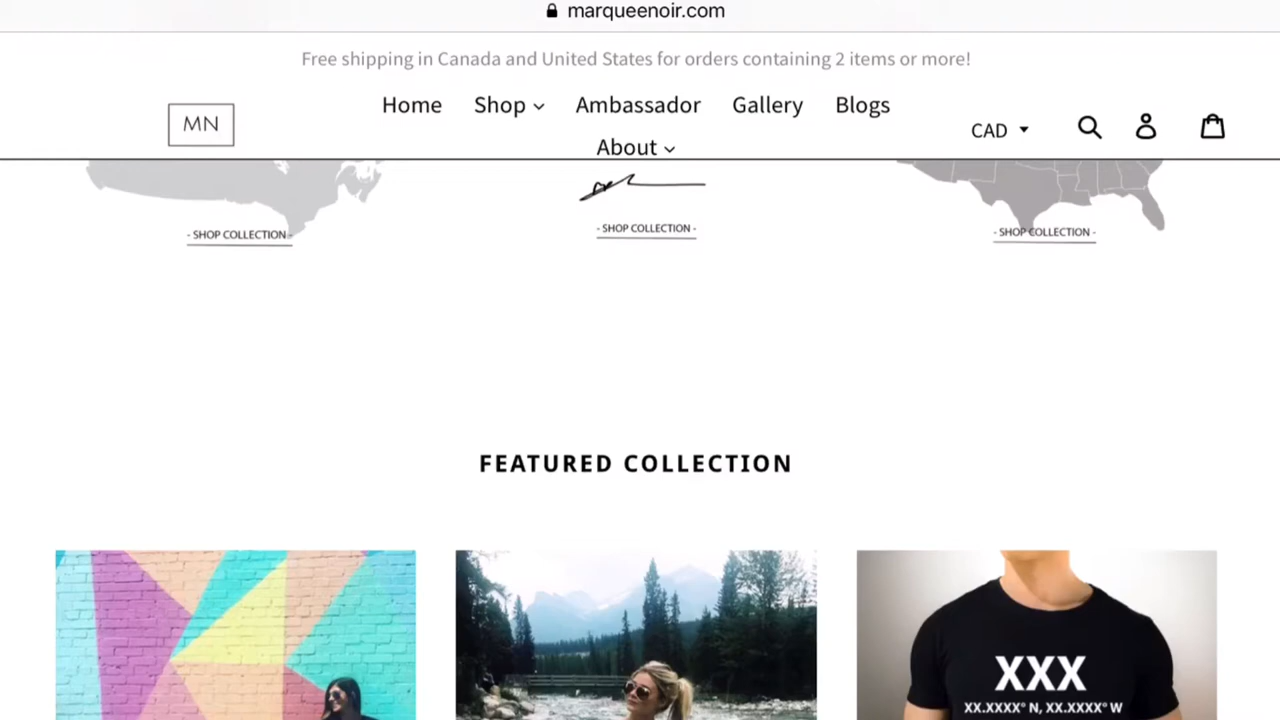 marqueenoir.com
Free shipping in Canada and United States for orders containing 2 items or more!
MN
Home Shop Ambassador Gallery Blogs
About
CAD
- SHOP COLLECTION -
- SHOP COLLECTION -
- SHOP COLLECTION -
FEATURED COLLECTION
XXX
XX.XXXX° N, XX.XXXX° W